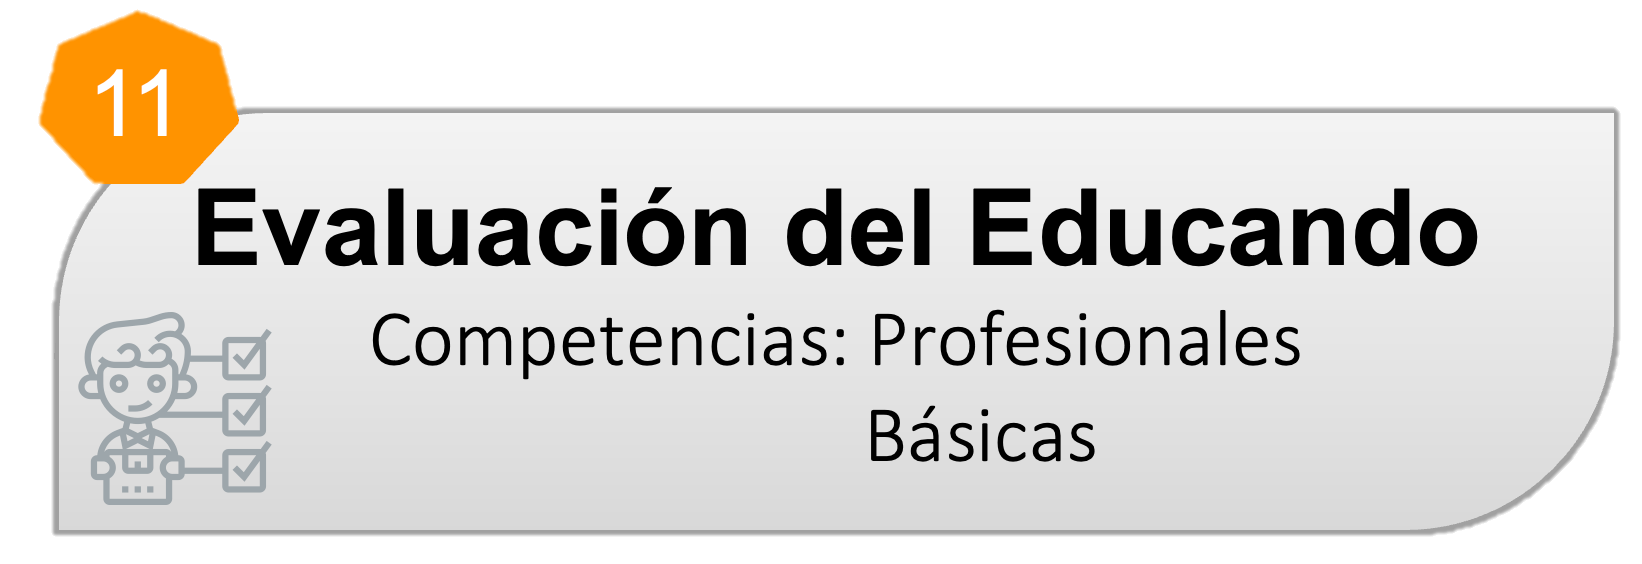 11
Evaluación del Educando
Competencias: Profesionales
Básicas